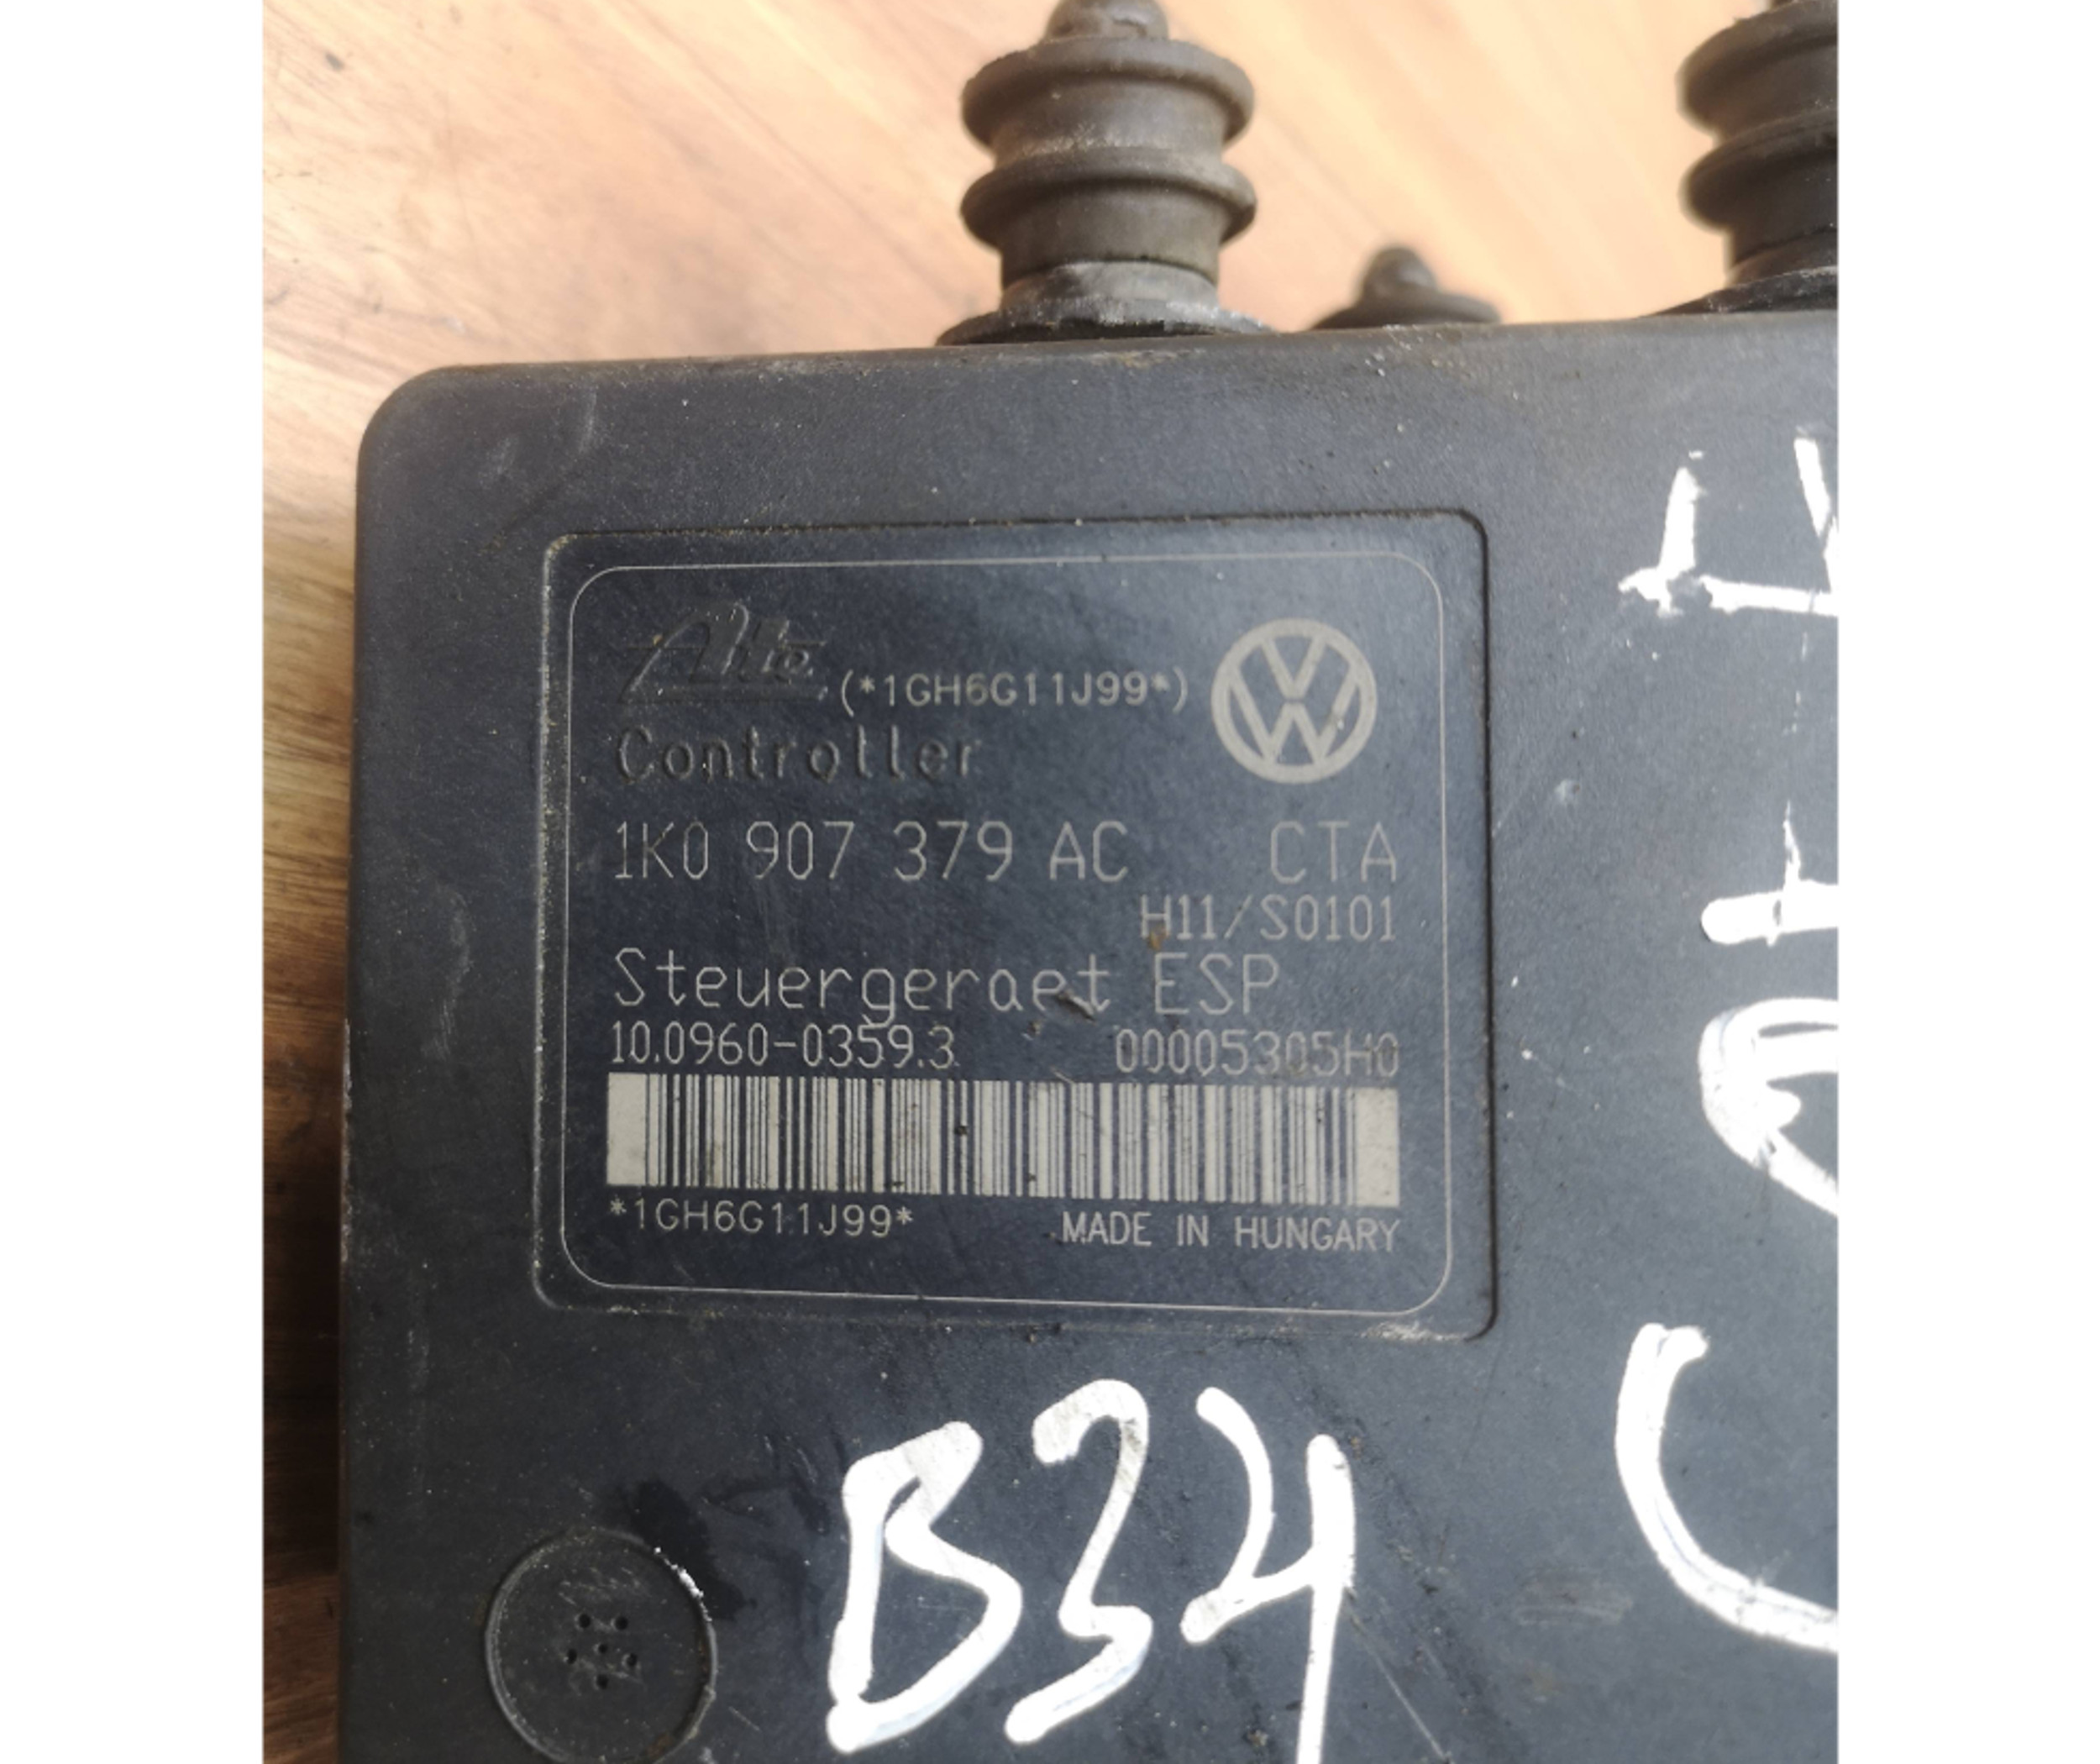 Ate (*1GH6G11J99*)
Controller
1K0 907 379 AC CTA
H11/S0101
Steuergeraet ESP
10.0960-0359.3 00005305H0
*1GH6G11J99* MADE IN HUNGARY
B34